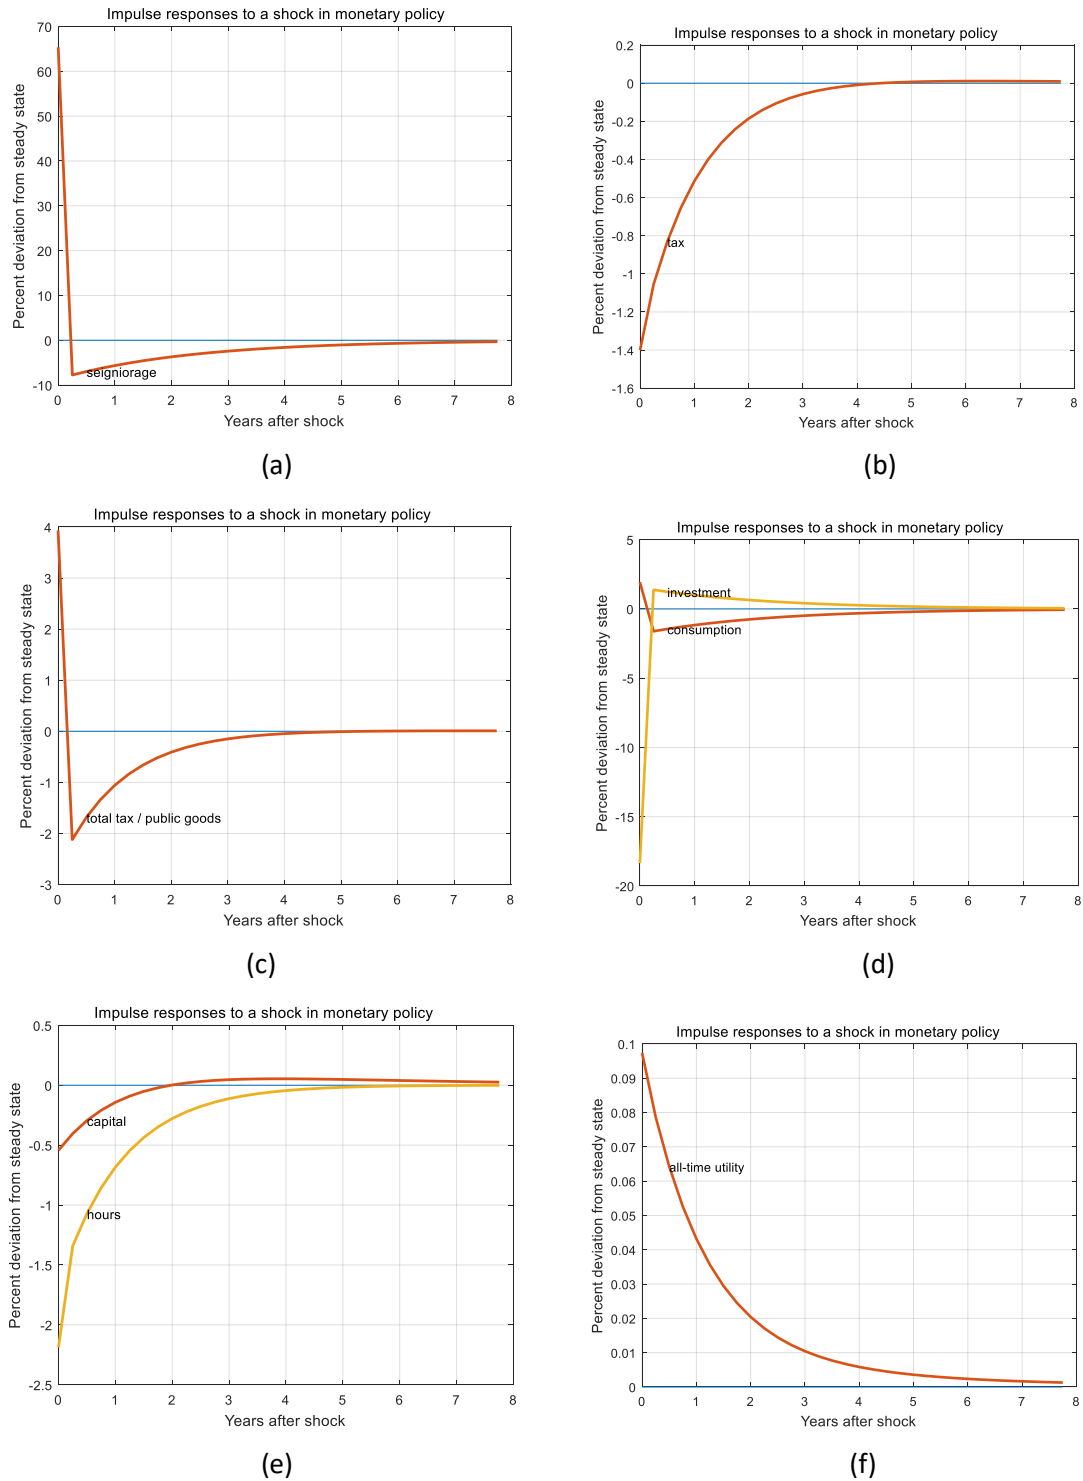 Impulse responses to a shock in monetary policy
Percent deviation from steady state
70
60
50
40
30
20
10
0
-10
seigniorage
0 1 2 3 4 5 6 7 8
Years after shock
(a)
Impulse responses to a shock in monetary policy
Percent deviation from steady state
0.2
0
-0.2
-0.4
-0.6
-0.8
-1
-1.2
-1.4
-1.6
tax
0 1 2 3 4 5 6 7 8
Years after shock
(b)
Impulse responses to a shock in monetary policy
Percent deviation from steady state
4
3
2
1
0
-1
-2
-3
total tax / public goods
0 1 2 3 4 5 6 7 8
Years after shock
(c)
Impulse responses to a shock in monetary policy
Percent deviation from steady state
5
0
-5
-10
-15
-20
investment
consumption
0 1 2 3 4 5 6 7 8
Years after shock
(d)
Impulse responses to a shock in monetary policy
Percent deviation from steady state
0.5
0
-0.5
-1
-1.5
-2
-2.5
capital
hours
0 1 2 3 4 5 6 7 8
Years after shock
(e)
Impulse responses to a shock in monetary policy
Percent deviation from steady state
0.1
0.09
0.08
0.07
0.06
0.05
0.04
0.03
0.02
0.01
0
all-time utility
0 1 2 3 4 5 6 7 8
Years after shock
(f)